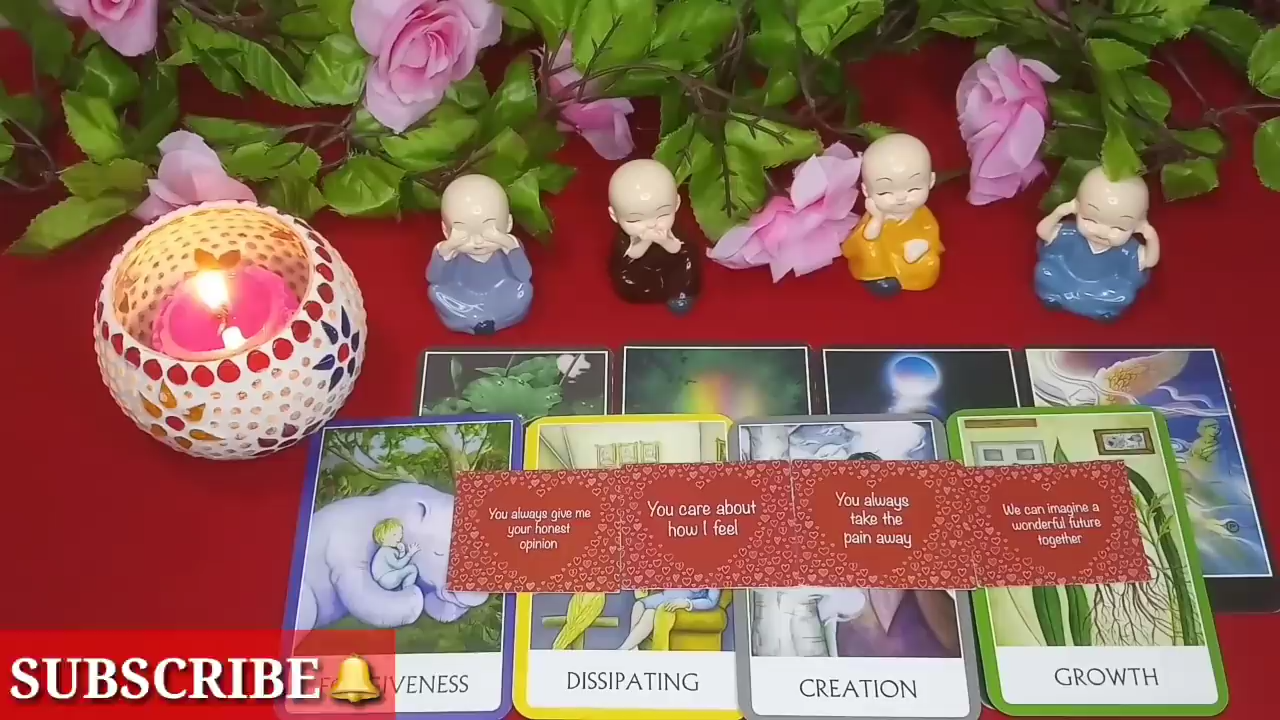 You always give me
your honest
opinion
You care about
how I feel
You always
take the
pain away
We can imagine a
wonderful future
together
SUBSCRIBE
FORGIVENESS
DISSIPATING
CREATION
GROWTH